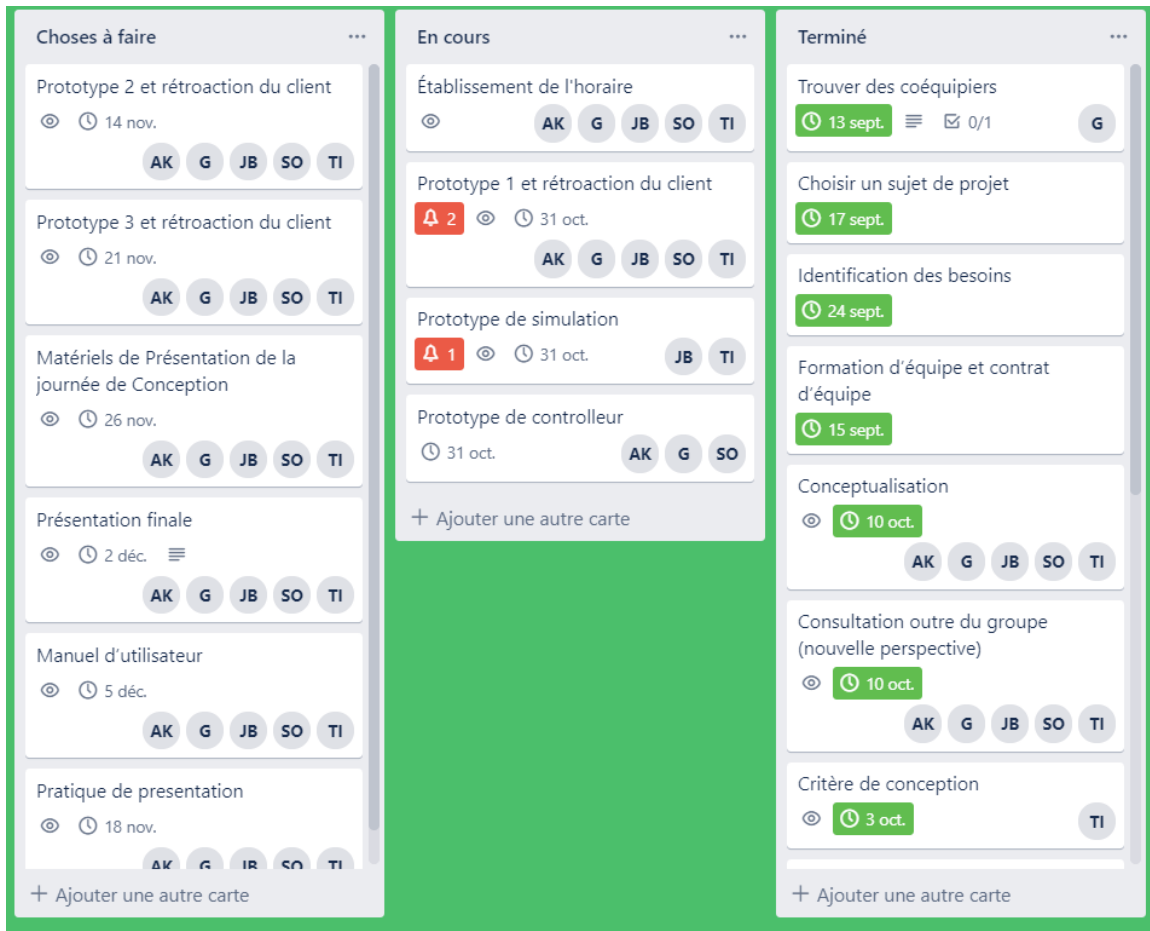 Choses à faire
Prototype 2 et rétroaction du client
14 nov.
AK G JB SO TI
Prototype 3 et rétroaction du client
21 nov.
AK G JB SO TI
Matériels de Présentation de la
journée de Conception
26 nov.
AK G JB SO TI
Présentation finale
2 déc.
AK G JB SO TI
Manuel d'utilisateur
5 déc.
AK G JB SO TI
Pratique de presentation
18 nov.
AK G JB SO TI
+ Ajouter une autre carte
En cours
Établissement de l'horaire
AK G JB SO TI
Prototype 1 et rétroaction du client
2 31 oct.
AK G JB SO TI
Prototype de simulation
1 31 oct. JB TI
Prototype de controlleur
31 oct. AK G SO
+ Ajouter une autre carte
Terminé
Trouver des coéquipiers
13 sept. 0/1 G
Choisir un sujet de projet
17 sept.
Identification des besoins
24 sept.
Formation d'équipe et contrat
d'équipe
15 sept.
Conceptualisation
10 oct.
AK G JB SO TI
Consultation outre du groupe
(nouvelle perspective)
10 oct.
AK G JB SO TI
Critère de conception
3 oct. TI
+ Ajouter une autre carte